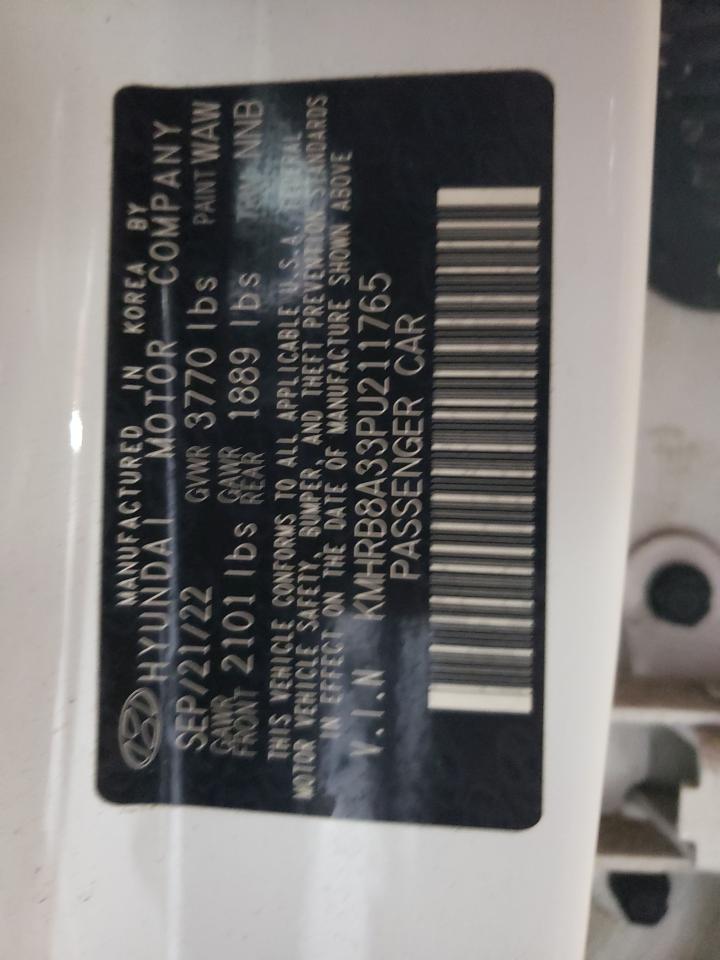 MANUFACTURED IN KOREA BY
HYUNDAI MOTOR COMPANY
SEP/21/22 GVWR 3770 lbs PAINT WAW
GAWR FRONT 2101 lbs GAWR REAR 1889 lbs TRIM NNB
THIS VEHICLE CONFORMS TO ALL APPLICABLE U.S.A. FEDERAL
MOTOR VEHICLE SAFETY, BUMPER, AND THEFT PREVENTION STANDARDS
IN EFFECT ON THE DATE OF MANUFACTURE SHOWN ABOVE
V.I.N KMHRB8A33PU211765
PASSENGER CAR